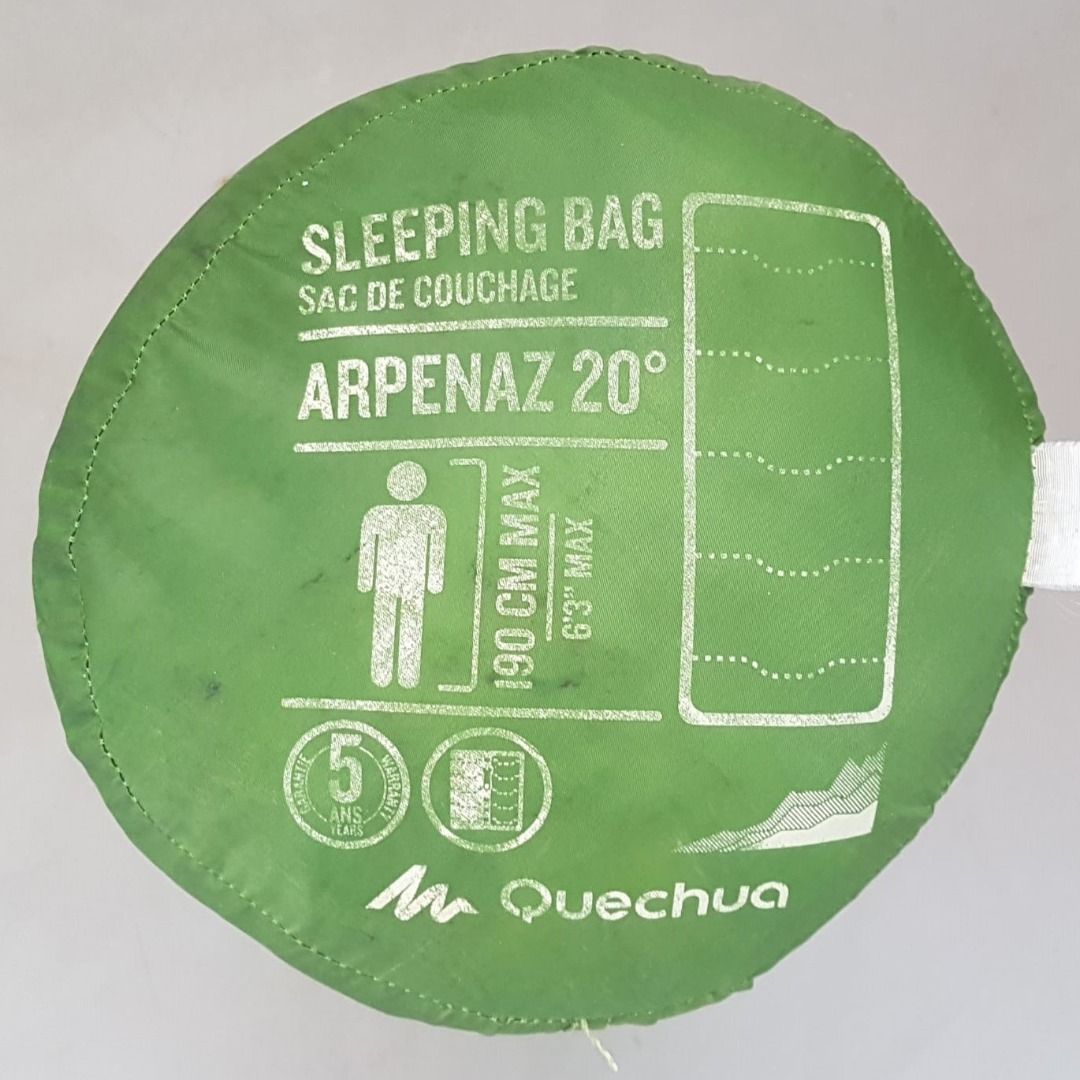 SLEEPING BAG
SAC DE COUCHAGE
ARPENAZ 20°
190 CM MAX
6'3" MAX
GARANTIE
5
ANS
YEARS
WARRANTY
Quechua